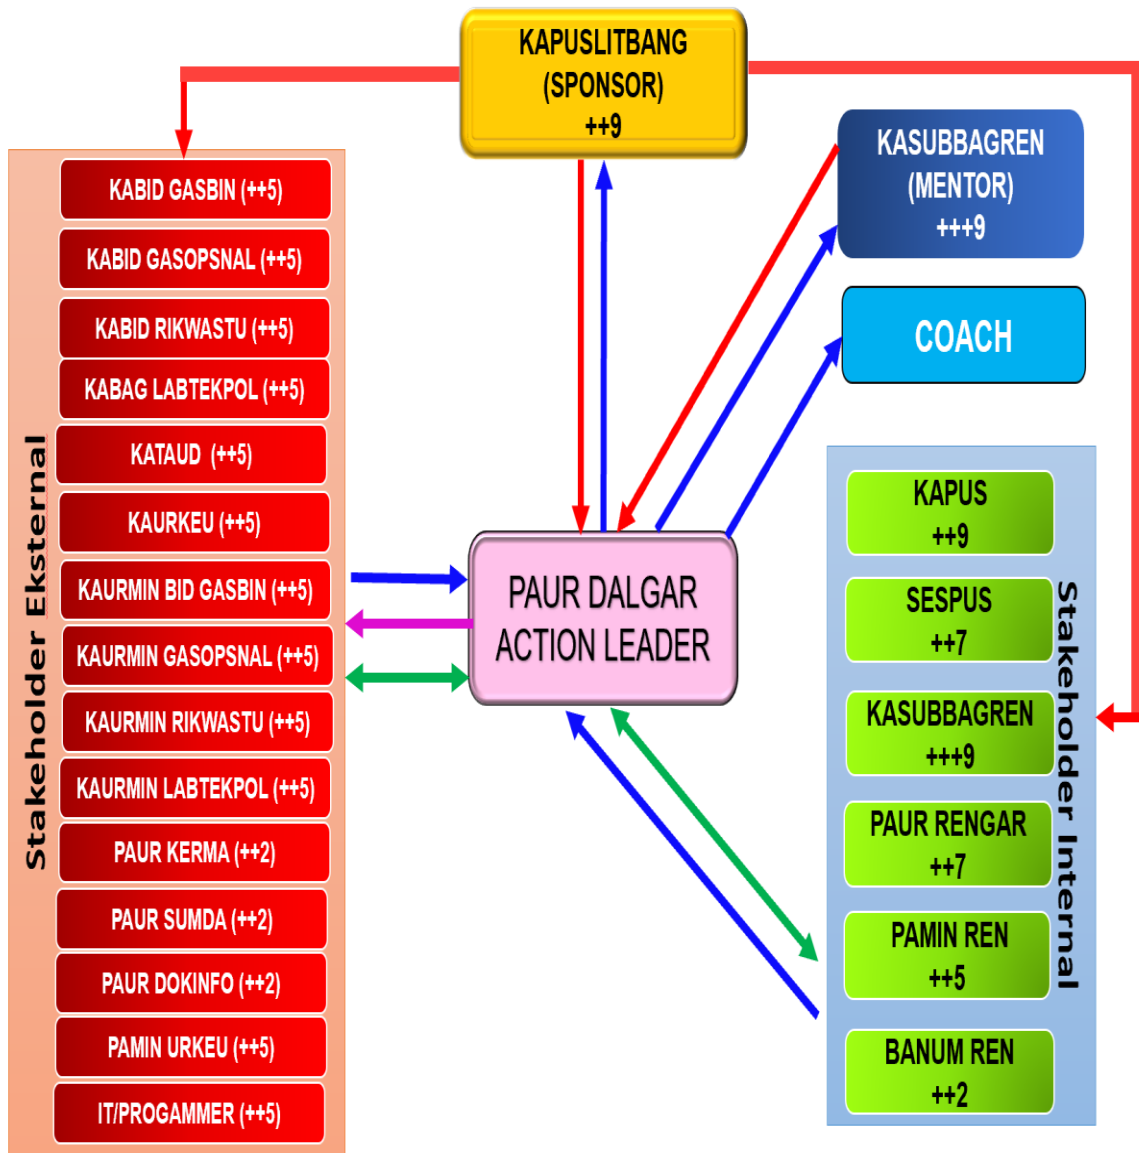 KAPUSLITBANG
(SPONSOR)
++9
KASUBBAGREN
(MENTOR)
+++9
COACH
Stakeholder Eksternal
KABID GASBIN (++5)
KABID GASOPSNAL (++5)
KABID RIKWASTU (++5)
KABAG LABTEKPOL (++5)
KATAUD (++5)
KAURKEU (++5)
KAURMIN BID GASBIN (++5)
KAURMIN GASOPSNAL (++5)
KAURMIN RIKWASTU (++5)
KAURMIN LABTEKPOL (++5)
PAUR KERMA (++2)
PAUR SUMDA (++2)
PAUR DOKINFO (++2)
PAMIN URKEU (++5)
IT/PROGAMMER (++5)
PAUR DALGAR
ACTION LEADER
KAPUS
++9
SESPUS
++7
KASUBBAGREN
+++9
PAUR RENGAR
++7
PAMIN REN
++5
BANUM REN
++2
Stakeholder Internal